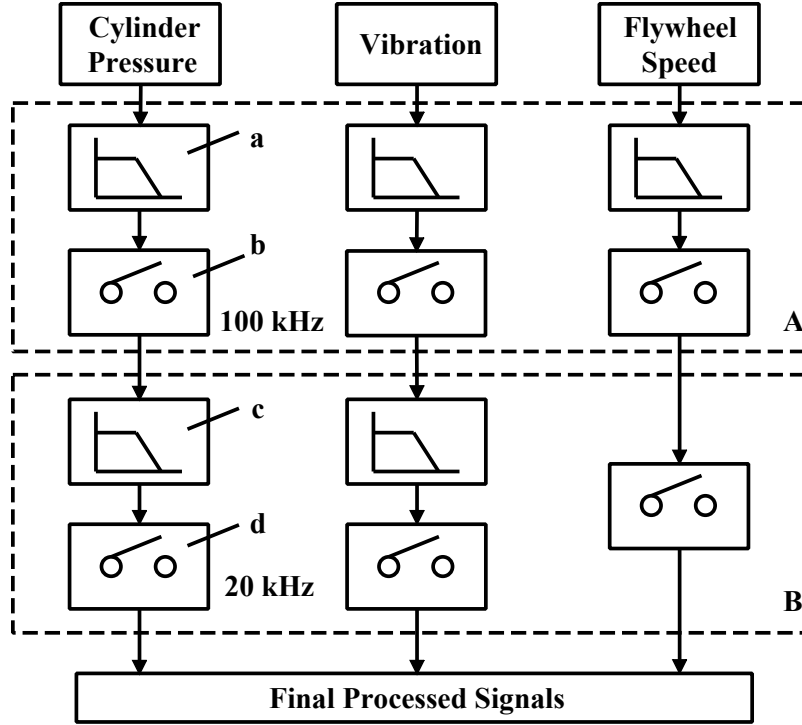 Cylinder
Pressure
Vibration
Flywheel
Speed
a
b
100 kHz
A
c
d
20 kHz
B
Final Processed Signals